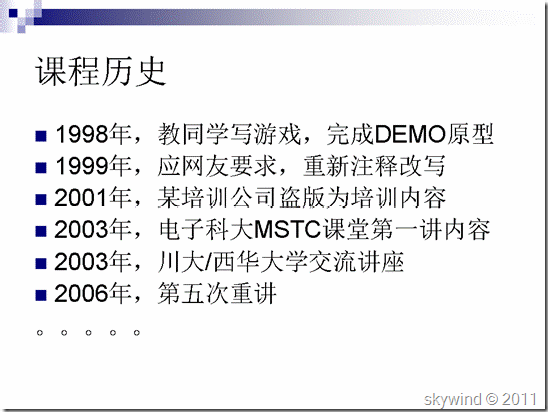 课程历史
1998年，教同学写游戏，完成DEMO原型
1999年，应网友要求，重新注释改写
2001年，某培训公司盗版为培训内容
2003年，电子科大MSTC课堂第一讲内容
2003年，川大/西华大学交流讲座
2006年，第五次重讲
。。。。。
skywind © 2011